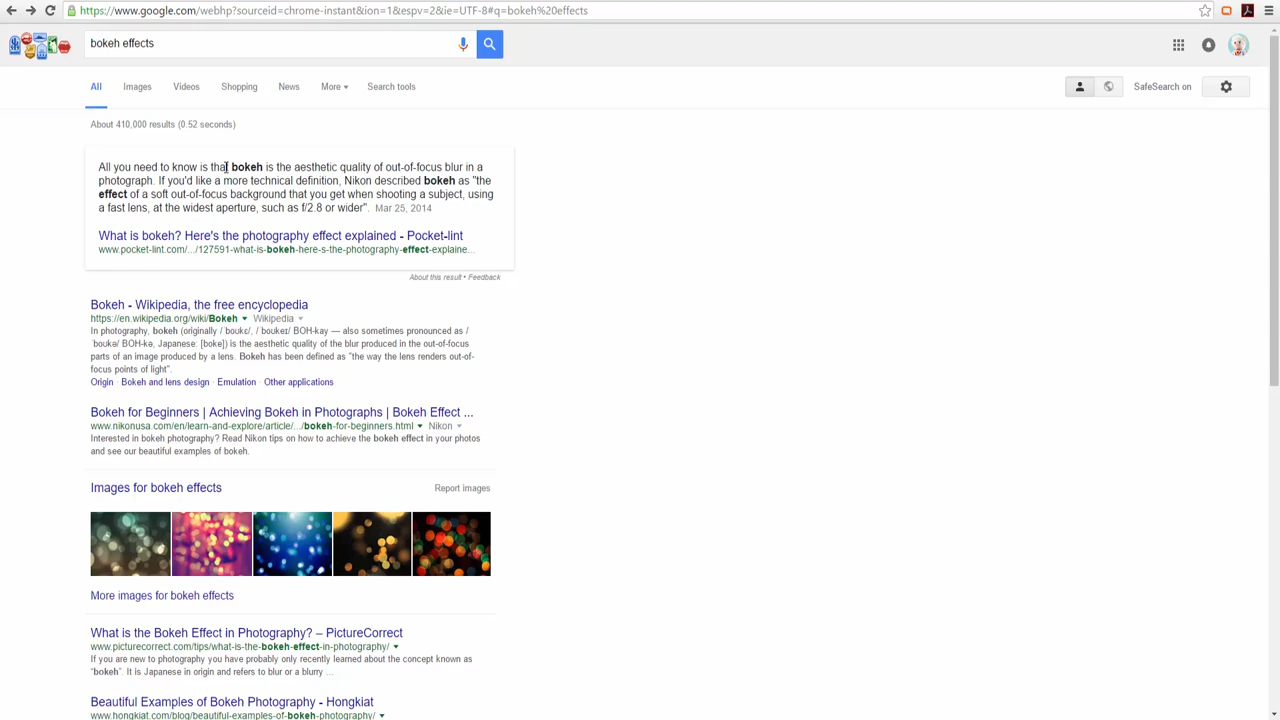 https://www.google.com/webhp?sourceid=chrome-instant&ion=1&espv=2&ie=UTF-8#q=bokeh%20effects
bokeh effects
All Images Videos Shopping News More Search tools SafeSearch on
About 410,000 results (0.52 seconds)
All you need to know is that bokeh is the aesthetic quality of out-of-focus blur in a
photograph. If you'd like a more technical definition, Nikon described bokeh as "the
effect of a soft out-of-focus background that you get when shooting a subject, using
a fast lens, at the widest aperture, such as f/2.8 or wider". Mar 25, 2014
What is bokeh? Here's the photography effect explained - Pocket-lint
www.pocket-lint.com/.../127591-what-is-bokeh-here-s-the-photography-effect-explaine...
About this result • Feedback
Bokeh - Wikipedia, the free encyclopedia
https://en.wikipedia.org/wiki/Bokeh Wikipedia
In photography, bokeh (originally /ˈboʊkɛ/, /ˈboʊkeɪ/ BOH-kay — also sometimes pronounced as /
ˈboʊkə/ BOH-kə, Japanese: [boke]) is the aesthetic quality of the blur produced in the out-of-focus
parts of an image produced by a lens. Bokeh has been defined as "the way the lens renders out-of-
focus points of light".
Origin · Bokeh and lens design · Emulation · Other applications
Bokeh for Beginners | Achieving Bokeh in Photographs | Bokeh Effect ...
www.nikonusa.com/en/learn-and-explore/article/.../bokeh-for-beginners.html Nikon
Interested in bokeh photography? Read Nikon tips on how to achieve the bokeh effect in your photos
and see our beautiful examples of bokeh.
Images for bokeh effects Report images
More images for bokeh effects
What is the Bokeh Effect in Photography? – PictureCorrect
www.picturecorrect.com/tips/what-is-the-bokeh-effect-in-photography/
If you are new to photography you have probably only recently learned about the concept known as
"bokeh". It is Japanese in origin and refers to blur or a blurry ...
Beautiful Examples of Bokeh Photography - Hongkiat
www.hongkiat.com/blog/beautiful-examples-of-bokeh-photography/